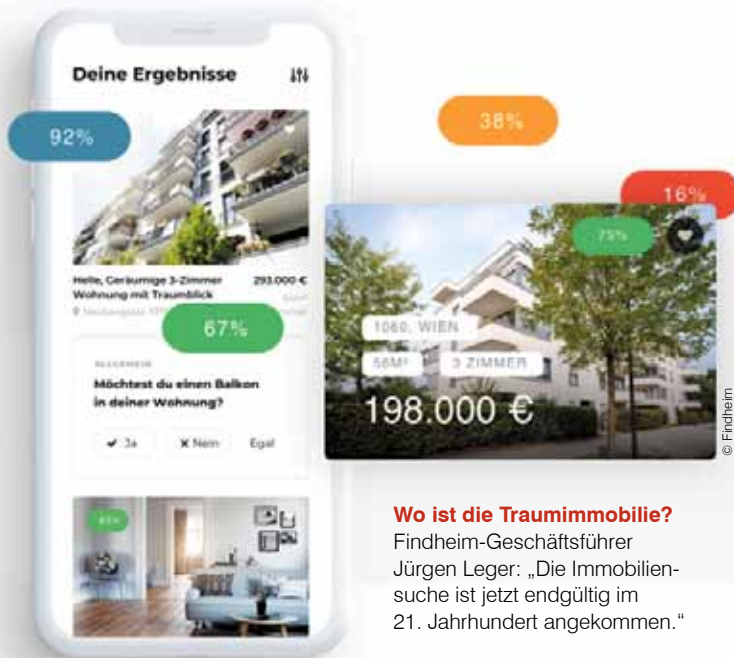 Deine Ergebnisse
92%
38%
16%
75%
Helle, Geräumige 3-Zimmer
Wohnung mit Traumblick
293.000 €
67%
ALLGEMEIN
Möchtest du einen Balkon
in deiner Wohnung?
Ja
Nein
Egal
1060, WIEN
56M²
3 ZIMMER
198.000 €
© Findheim
Wo ist die Traumimmobilie?
Findheim-Geschäftsführer
Jürgen Leger: „Die Immobilien-
suche ist jetzt endgültig im
21. Jahrhundert angekommen.“